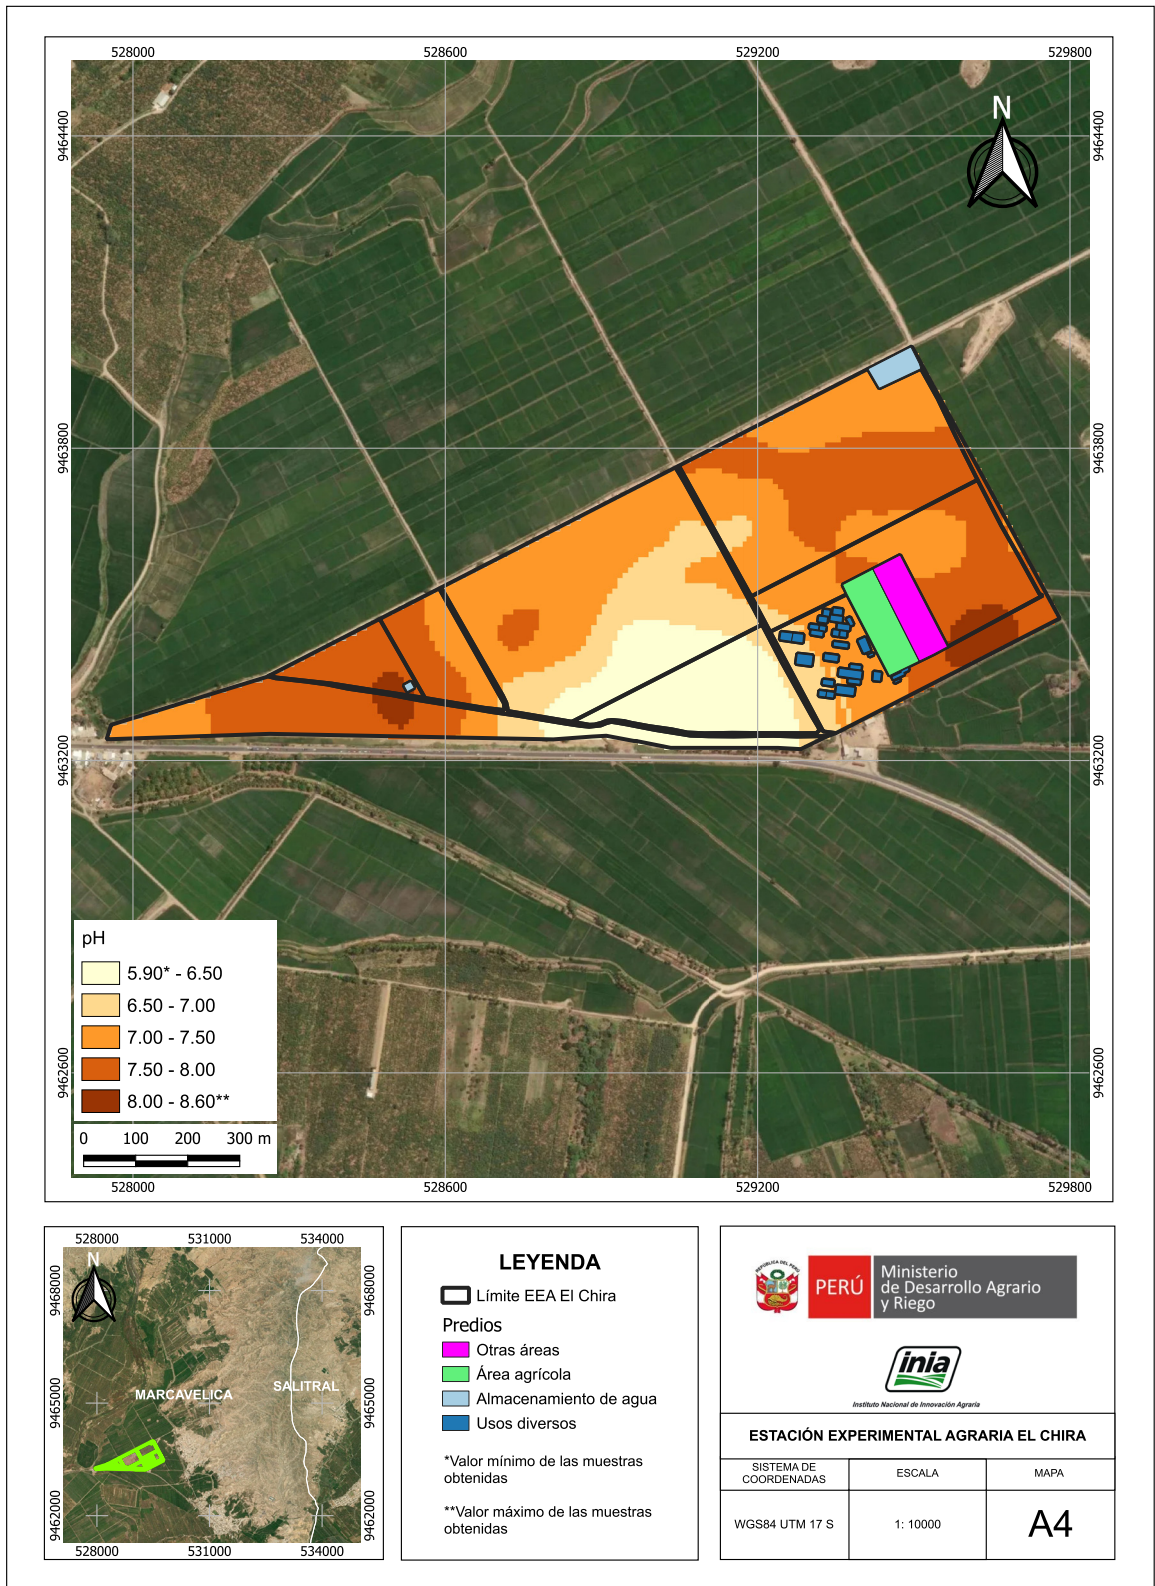 528000 528600 529200 529800
N
9464400 9464400
9463800 9463800
9463200 9463200
9462600 9462600
pH
5.90* - 6.50
6.50 - 7.00
7.00 - 7.50
7.50 - 8.00
8.00 - 8.60**
0 100 200 300 m
528000 528600 529200 529800
528000 531000 534000
N
9468000 9468000
MARCAVELICA SALITRAL
9465000 9465000
9462000 9462000
528000 531000 534000
LEYENDA
Límite EEA El Chira
Predios
Otras áreas
Área agrícola
Almacenamiento de agua
Usos diversos
*Valor mínimo de las muestras
obtenidas
**Valor máximo de las muestras
obtenidas
REPÚBLICA DEL PERÚ
PERÚ
Ministerio
de Desarrollo Agrario
y Riego
inia
Instituto Nacional de Innovación Agraria
ESTACIÓN EXPERIMENTAL AGRARIA EL CHIRA
SISTEMA DE
COORDENADAS
ESCALA
MAPA
WGS84 UTM 17 S
1: 10000
A4